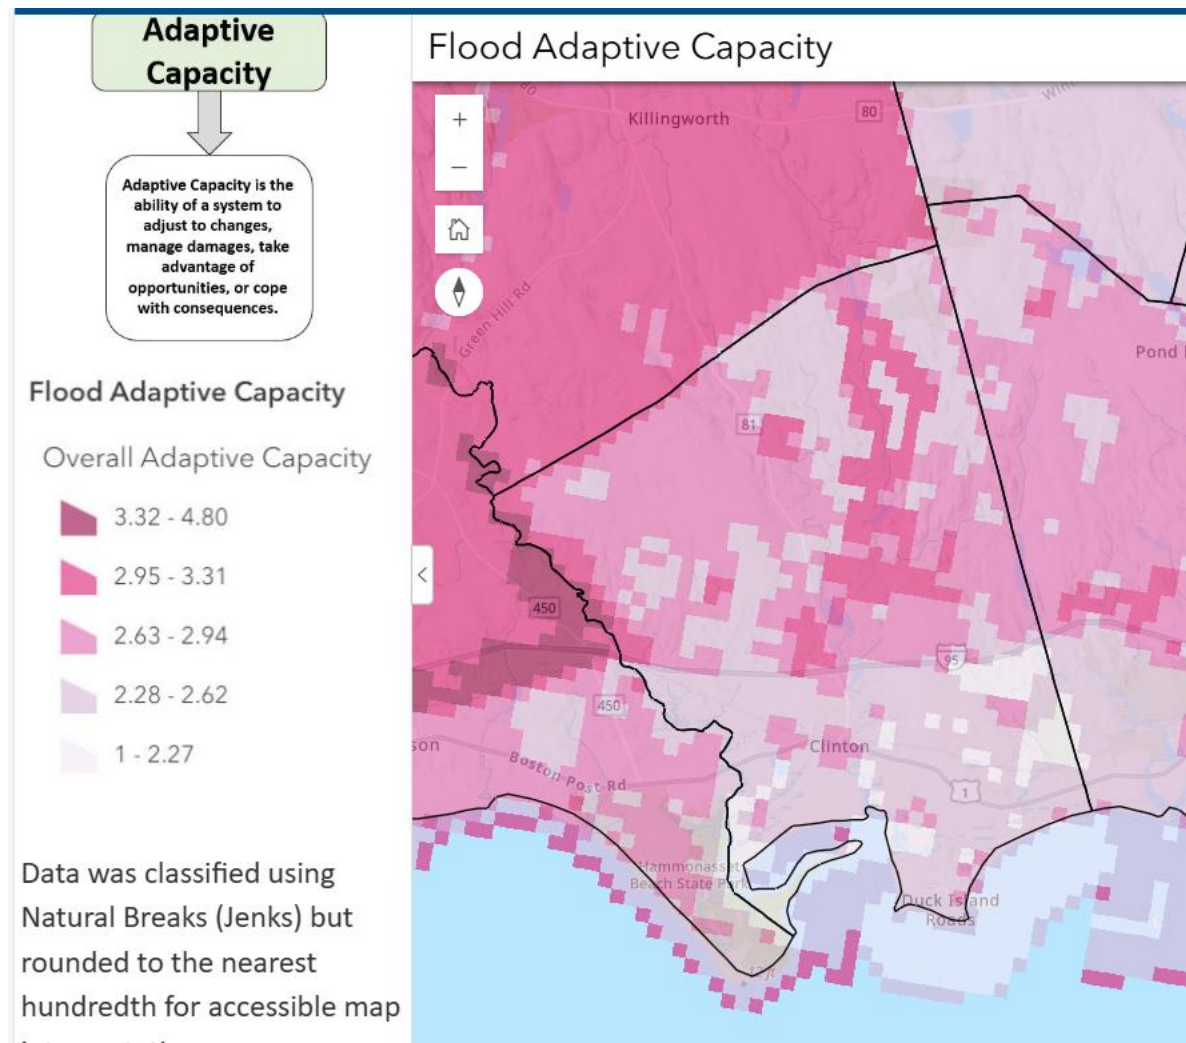 Adaptive
Capacity
Adaptive Capacity is the
ability of a system to
adjust to changes,
manage damages, take
advantage of
opportunities, or cope
with consequences.
Flood Adaptive Capacity
Overall Adaptive Capacity
3.32 - 4.80
2.95 - 3.31
2.63 - 2.94
2.28 - 2.62
1 - 2.27
Data was classified using
Natural Breaks (Jenks) but
rounded to the nearest
hundredth for accessible map
Flood Adaptive Capacity
+
−
80
Killingworth
80
Green Hill Rd
Pond
81
450
95
450
son
Clinton
Boston Post Rd
1
Hammonasset
Beach State Park
Duck Island
Roads